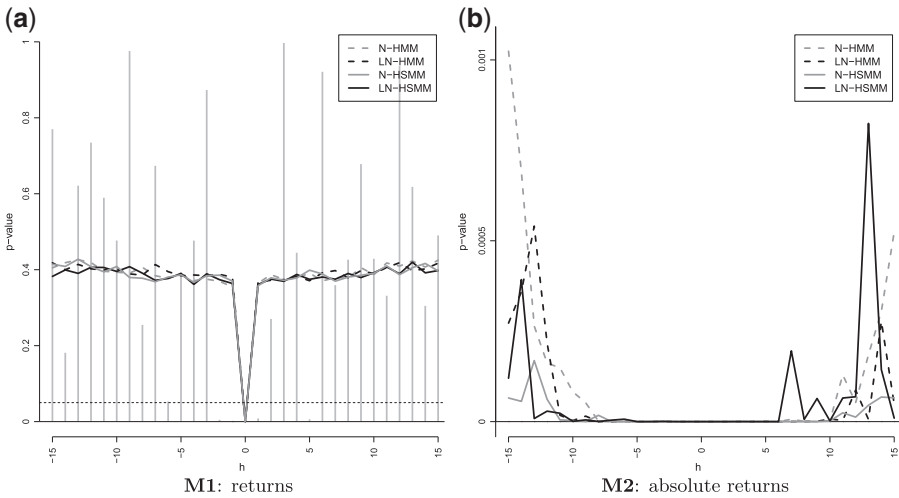 (a)
p-value
1
0.8
0.6
0.4
0.2
0
N-HMM
LN-HMM
N-HSMM
LN-HSMM
-15
-10
-5
0
5
10
15
h
M1: returns
(b)
p-value
0.001
0.0005
0
N-HMM
LN-HMM
N-HSMM
LN-HSMM
-15
-10
-5
0
5
10
15
h
M2: absolute returns